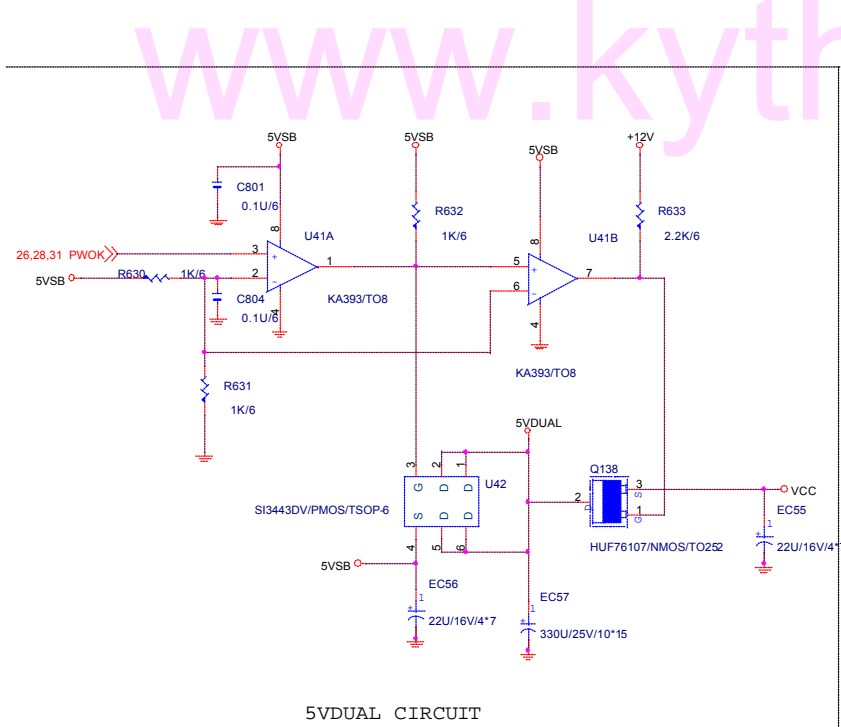 www.kyth
5VSB
5VSB
5VSB
+12V
C801
0.1U/6
R632
1K/6
R633
2.2K/6
8
U41A
8
U41B
26,28,31 PWOK
3
+
1
5
+
7
5VSB
R630
1K/6
2
-
6
-
C804
0.1U/6
4
KA393/TO8
4
KA393/TO8
R631
1K/6
5VDUAL
3
2
1
G
D
D
U42
Q138
2
D
3
S
1
G
VCC
SI3443DV/PMOS/TSOP-6
S
D
D
4
5
6
HUF76107/NMOS/TO252
EC55
1
+
22U/16V/4*
5VSB
EC56
1
+
22U/16V/4*7
EC57
1
+
330U/25V/10*15
5VDUAL CIRCUIT